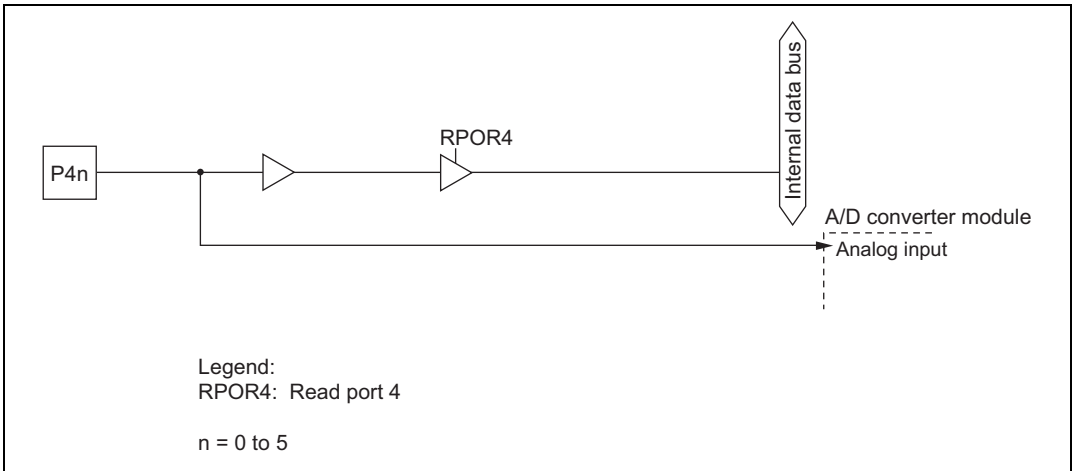 Internal data bus
RPOR4
P4n
A/D converter module
Analog input
Legend:
RPOR4: Read port 4
n = 0 to 5